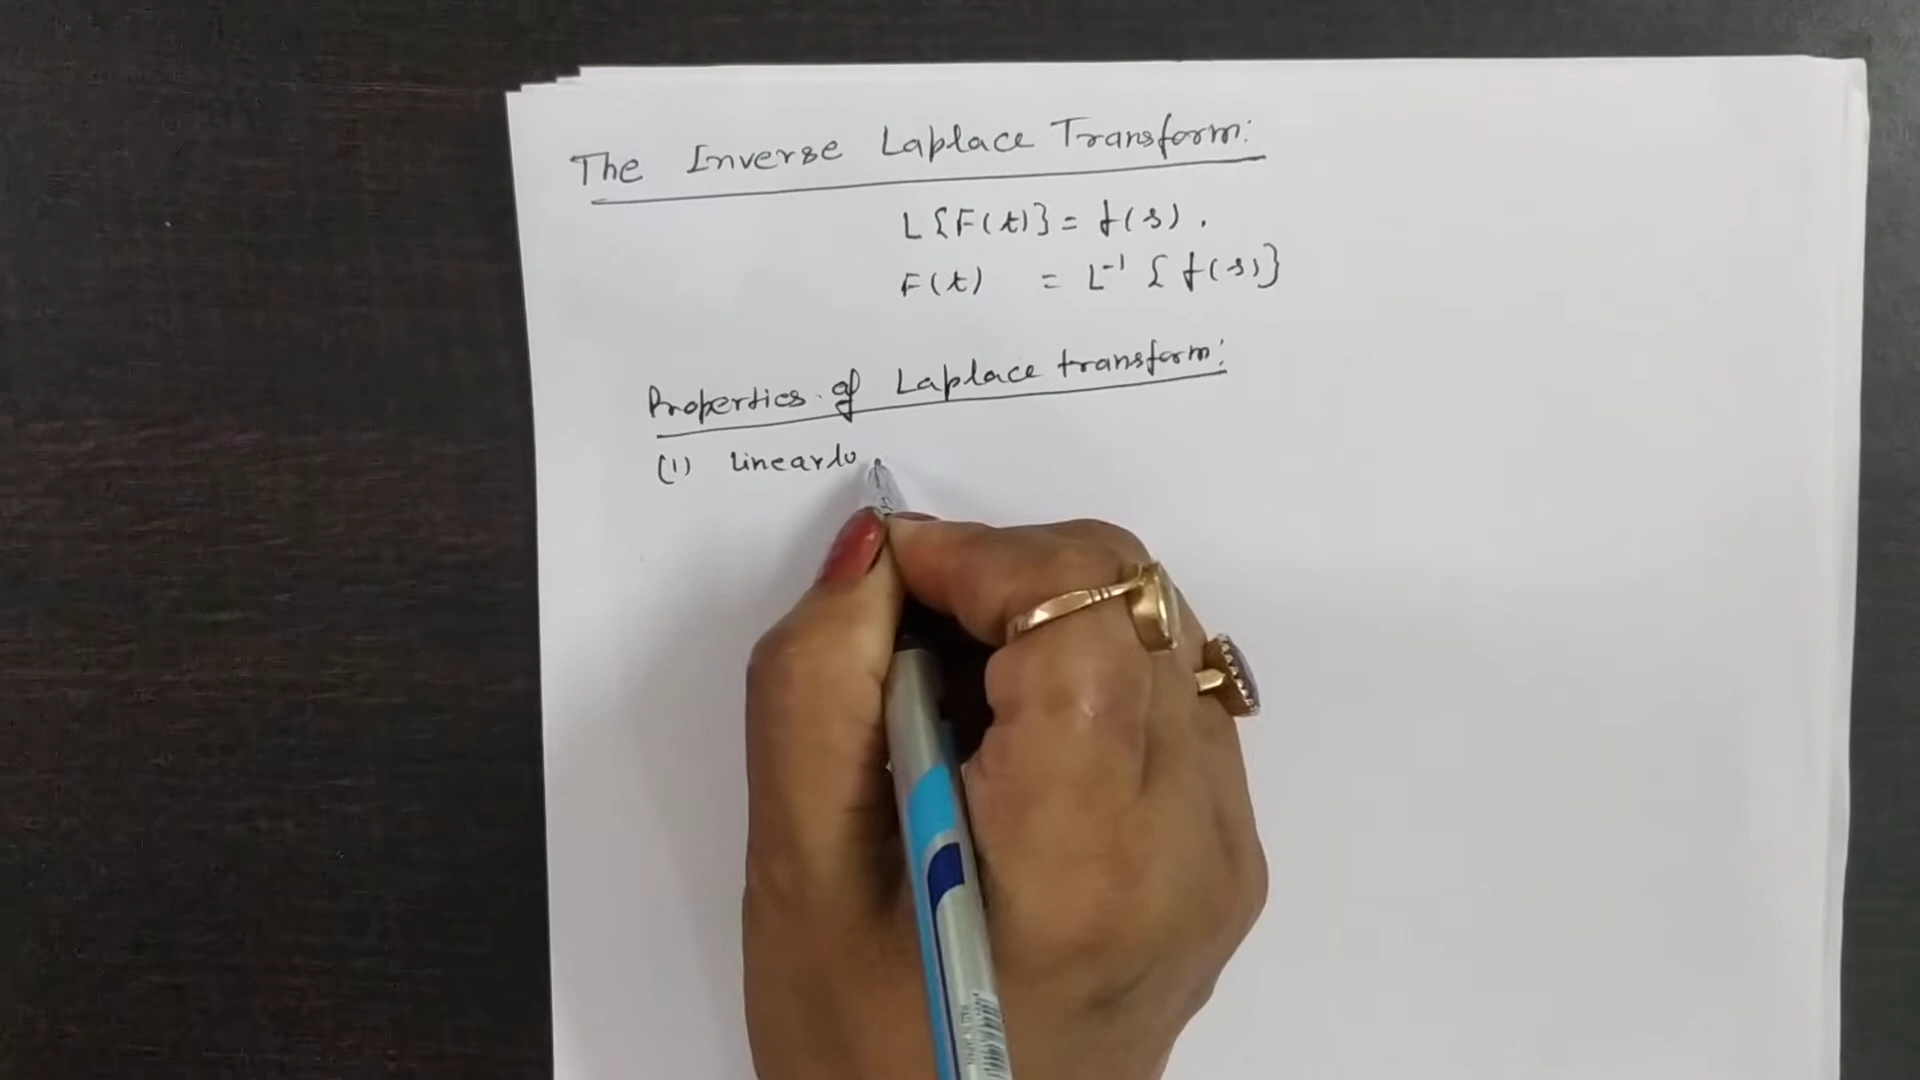 The Inverse Laplace Transform:
L{F(t)} = f(s).
F(t) = L⁻¹ {f(s)}
Properties of Laplace transform:
(1)